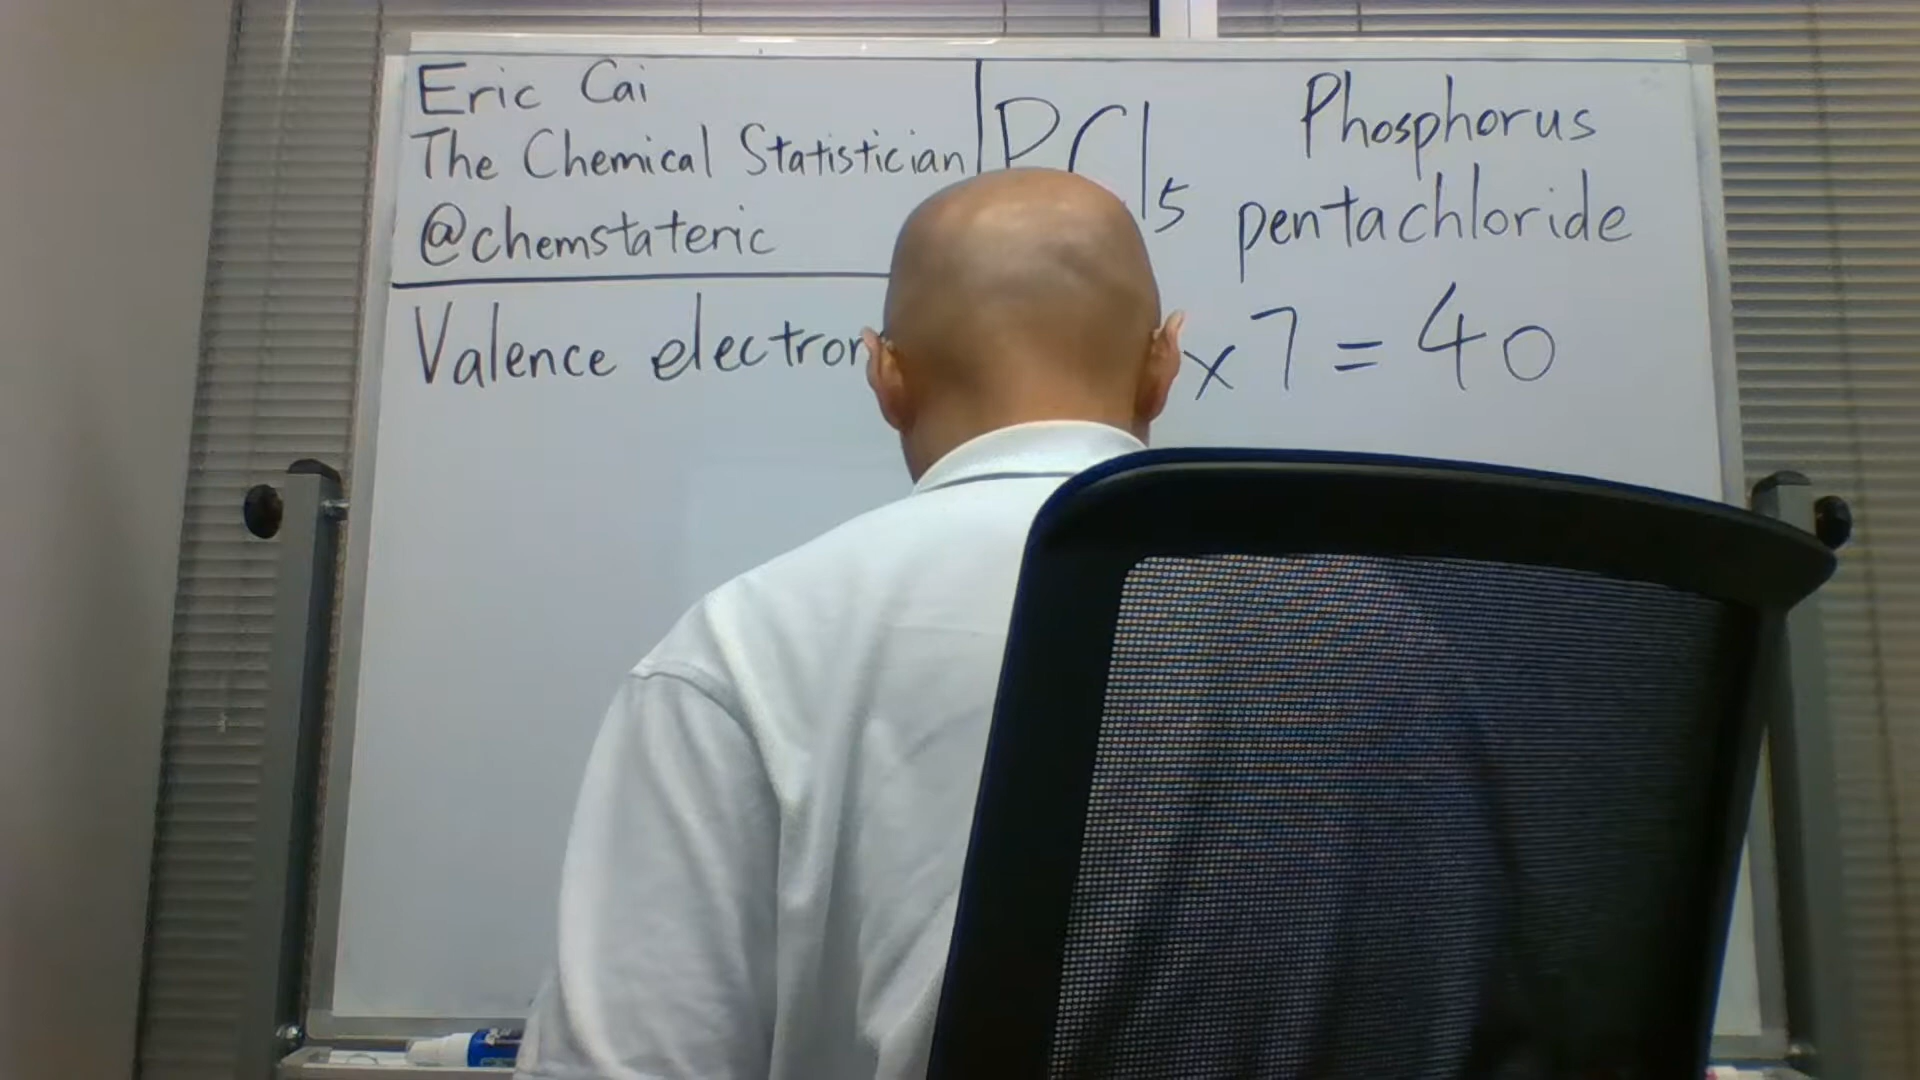 Eric Cai
The Chemical Statistician
@chemstateric
PCl5
Phosphorus
pentachloride
Valence electron
x 7 = 40